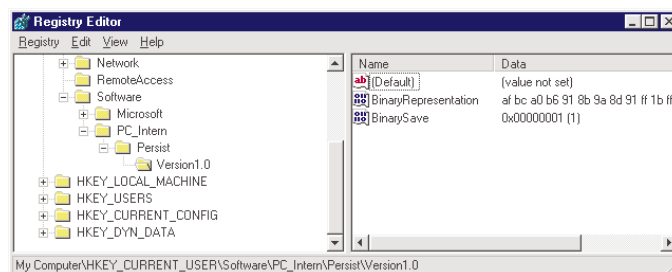 Registry Editor
Registry Edit View Help
Network
RemoteAccess
Software
Microsoft
PC_Intern
Persist
Version1.0
HKEY_LOCAL_MACHINE
HKEY_USERS
HKEY_CURRENT_CONFIG
HKEY_DYN_DATA
Name Data
ab (Default) (value not set)
BinaryRepresentation af bc a0 b6 91 8b 9a 8d 91 ff 1b ff
BinarySave 0x00000001 (1)
My Computer\HKEY_CURRENT_USER\Software\PC_Intern\Persist\Version1.0